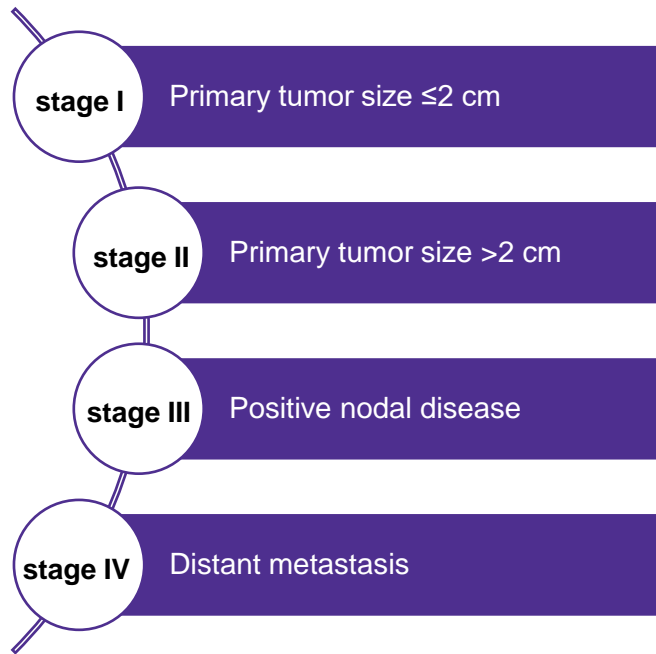 stage I
Primary tumor size ≤2 cm
stage II
Primary tumor size >2 cm
stage III
Positive nodal disease
stage IV
Distant metastasis